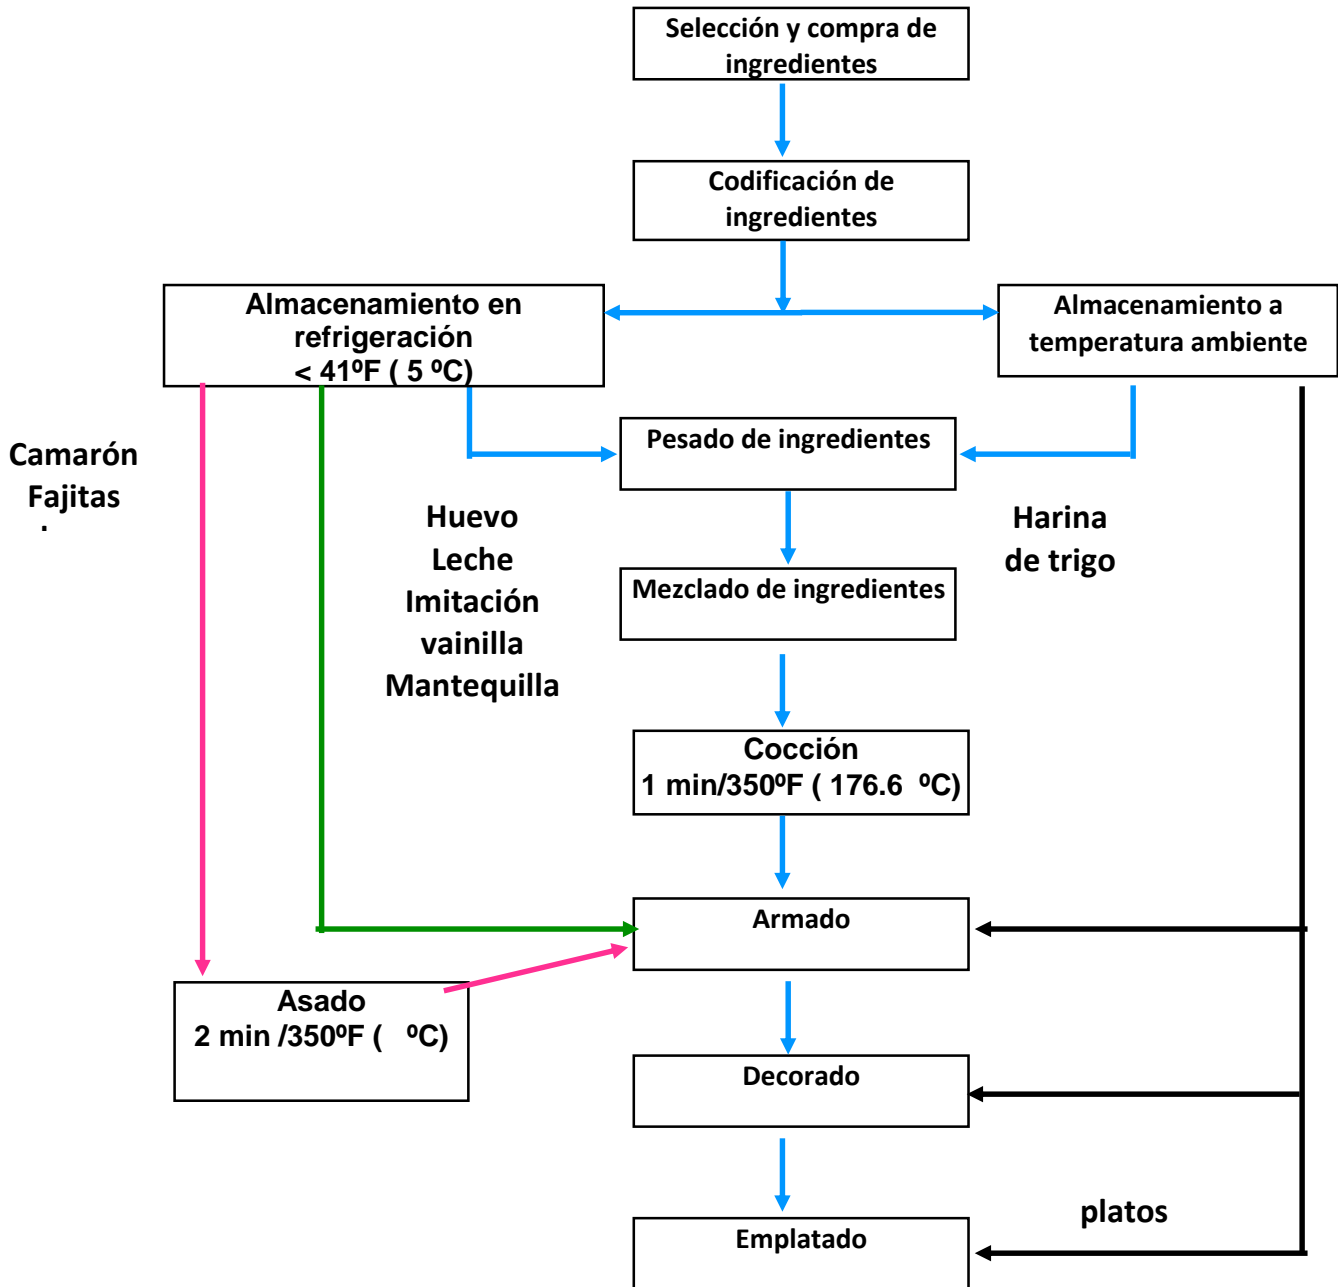 Selección y compra de
ingredientes
Codificación de
ingredientes
Almacenamiento en
refrigeración
< 41ºF ( 5 ºC)
Almacenamiento a
temperatura ambiente
Pesado de ingredientes
Camarón
Fajitas
Huevo
Leche
Imitación
vainilla
Mantequilla
Harina
de trigo
Mezclado de ingredientes
Cocción
1 min/350ºF ( 176.6 ºC)
Armado
Asado
2 min /350ºF ( ºC)
Decorado
platos
Emplatado